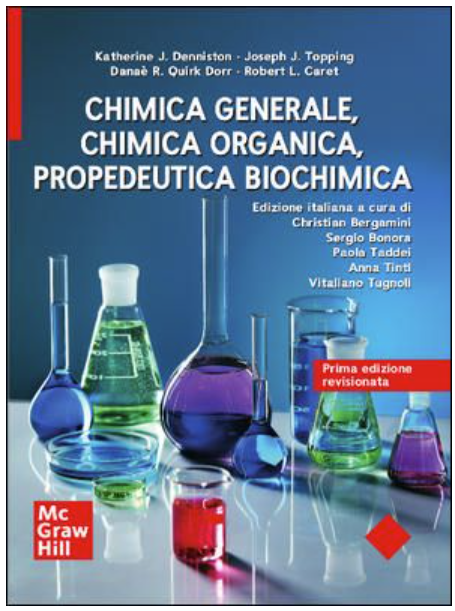 Katherine J. Denniston · Joseph J. Topping
Danaè R. Quirk Dorr · Robert L. Caret
CHIMICA GENERALE,
CHIMICA ORGANICA,
PROPEDEUTICA BIOCHIMICA
Edizione italiana a cura di
Christian Bergamini
Sergio Bonora
Paola Taddei
Anna Tinti
Vitaliano Tugnoli
Prima edizione
revisionata
Mc
Graw
Hill